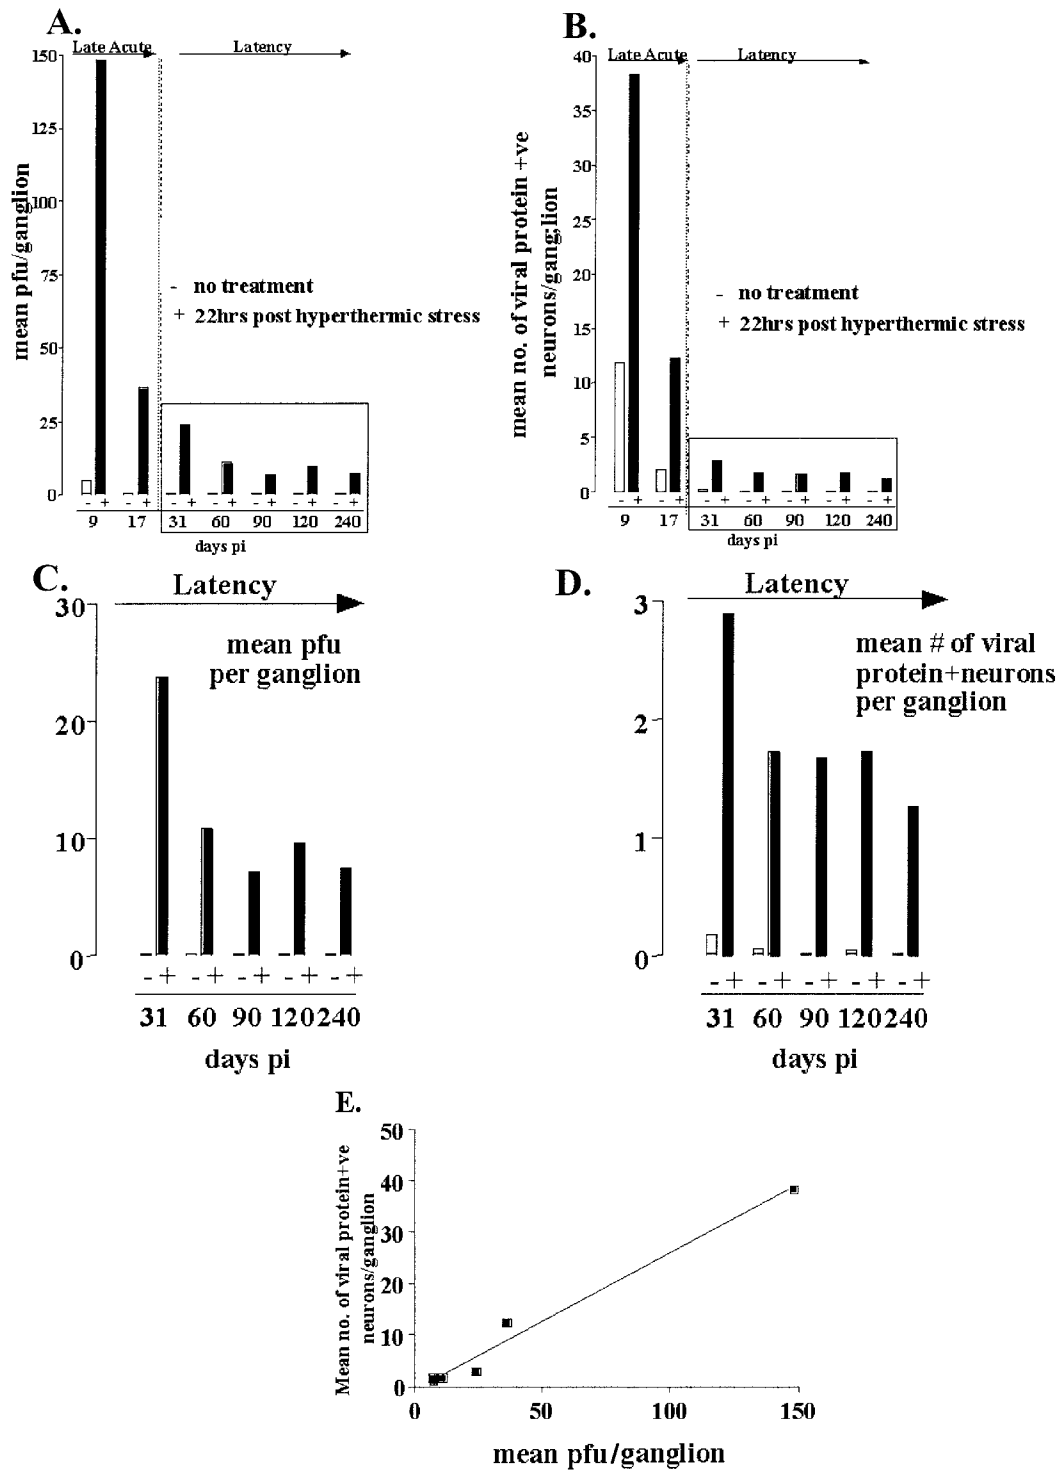 A.
Late Acute
Latency
150
125
100
75
50
25
0
mean pfu/ganglion
- no treatment
+ 22hrs post hyperthermic stress
- + - + - + - + - + - + - +
9 17 31 60 90 120 240
days pi
B.
Late Acute
Latency
40
35
30
25
20
15
10
5
0
mean no. of viral protein +ve
neurons/ganglion
- no treatment
+ 22hrs post hyperthermic stress
- + - + - + - + - + - + - +
9 17 31 60 90 120 240
days pi
C.
Latency
30
20
10
0
mean pfu
per ganglion
- + - + - + - + - +
31 60 90 120 240
days pi
D.
Latency
3
2
1
0
mean # of viral
protein+neurons
per ganglion
- + - + - + - + - +
31 60 90 120 240
days pi
E.
50
40
30
20
10
0
Mean no. of viral protein+ve
neurons/ganglion
0 50 100 150
mean pfu/ganglion